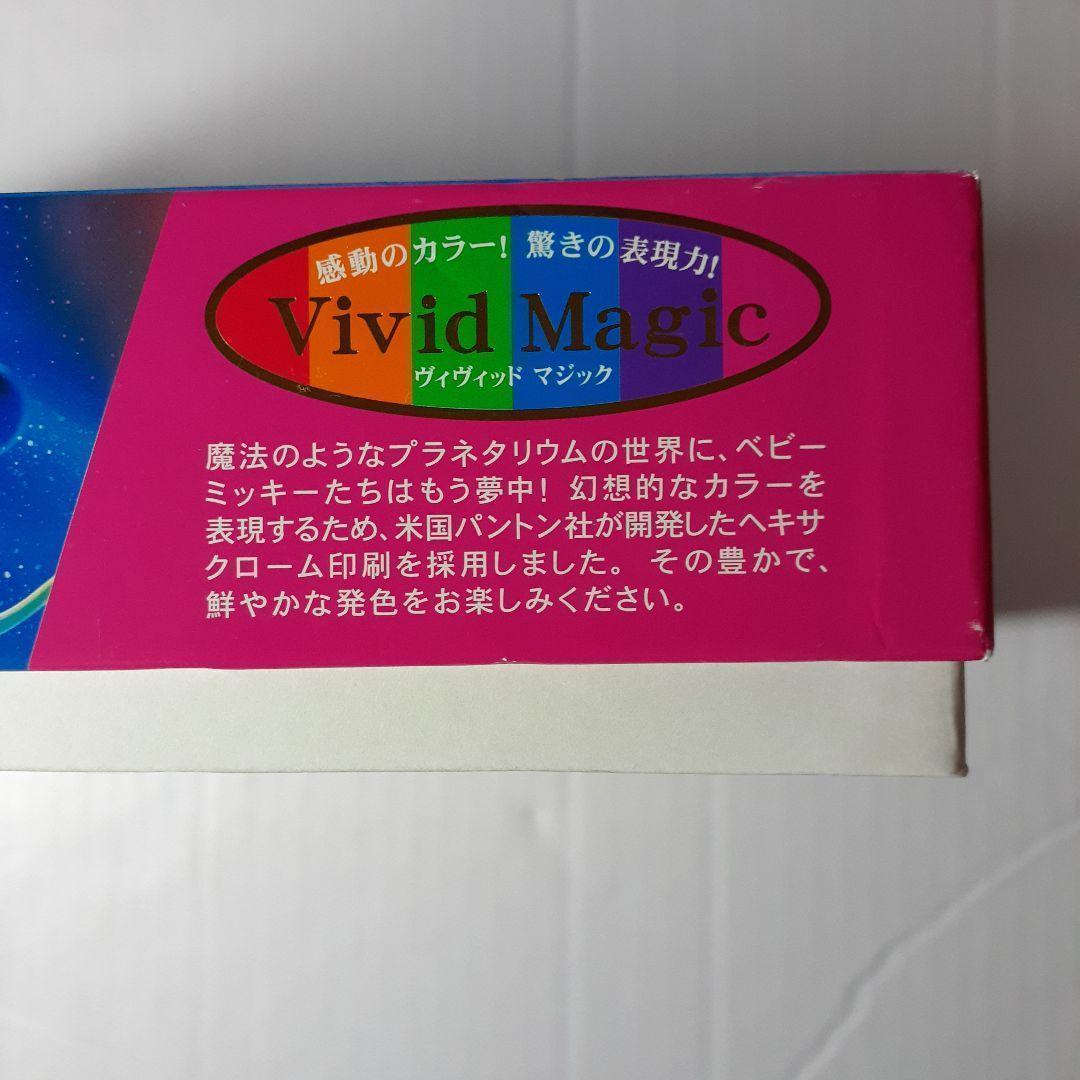 感動のカラー! 驚きの表現力!
Vivid Magic
ヴィヴィッド マジック
魔法のようなプラネタリウムの世界に、ベビー
ミッキーたちはもう夢中! 幻想的なカラーを
表現するため、米国パントン社が開発したヘキサ
クローム印刷を採用しました。 その豊かで、
鮮やかな発色をお楽しみください。